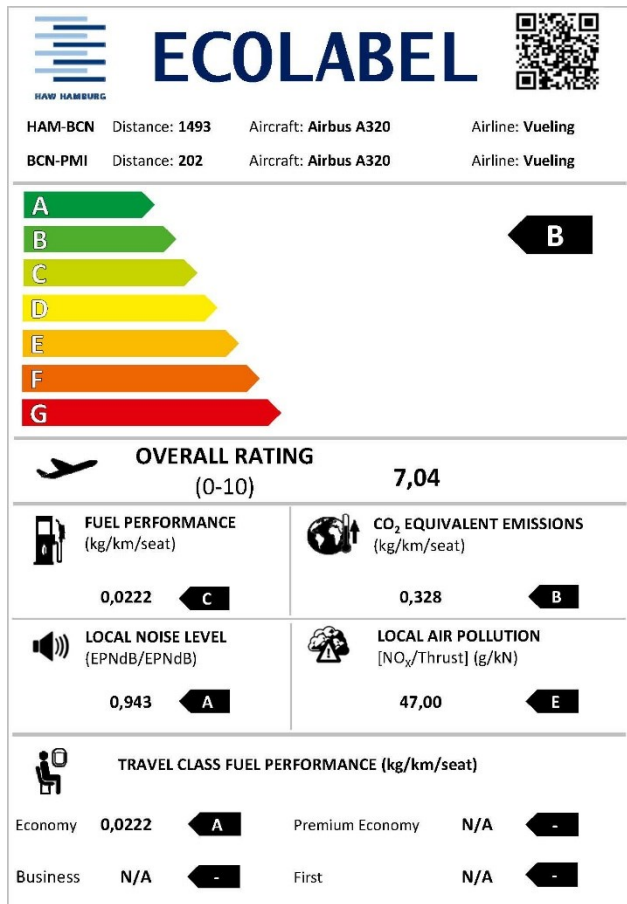 HAW HAMBURG
ECOLABEL
HAM-BCN Distance: 1493 Aircraft: Airbus A320 Airline: Vueling
BCN-PMI Distance: 202 Aircraft: Airbus A320 Airline: Vueling
A
B B
C
D
E
F
G
OVERALL RATING
(0-10) 7,04
FUEL PERFORMANCE
(kg/km/seat)
0,0222 C
CO₂ EQUIVALENT EMISSIONS
(kg/km/seat)
0,328 B
LOCAL NOISE LEVEL
(EPNdB/EPNdB)
0,943 A
LOCAL AIR POLLUTION
[NOₓ/Thrust] (g/kN)
47,00 E
TRAVEL CLASS FUEL PERFORMANCE (kg/km/seat)
Economy 0,0222 A Premium Economy N/A -
Business N/A - First N/A -